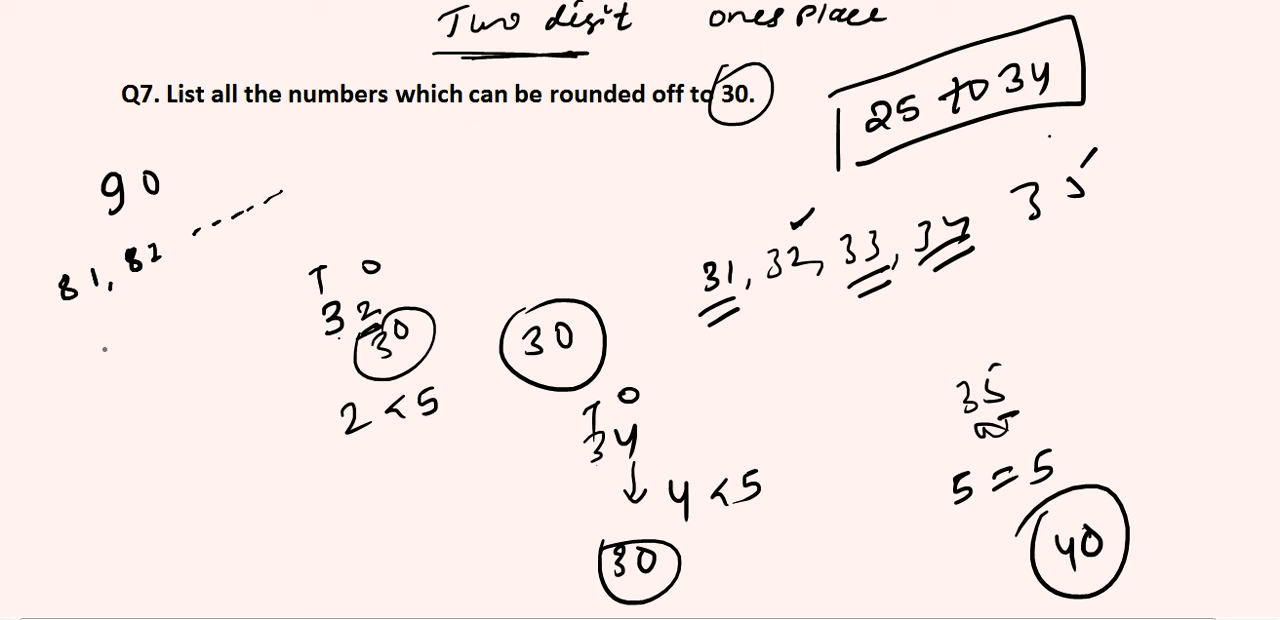 Two digit ones Place
Q7. List all the numbers which can be rounded off to 30.
25 to 34
90
81, 82 ------
31, 32, 33, 34 35
T O
32
30
2 < 5
30
T O
34
4 < 5
30
35
5 = 5
40